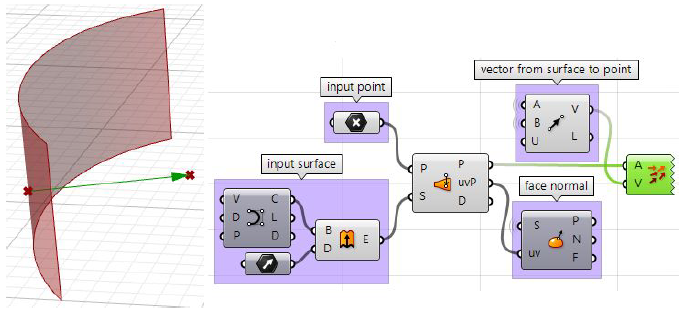 vector from surface to point
input point
A
V
B
U
L
input surface
P
P
S
uvP
D
A
V
face normal
V
C
D
L
P
D
B
E
D
S
P
N
uv
F